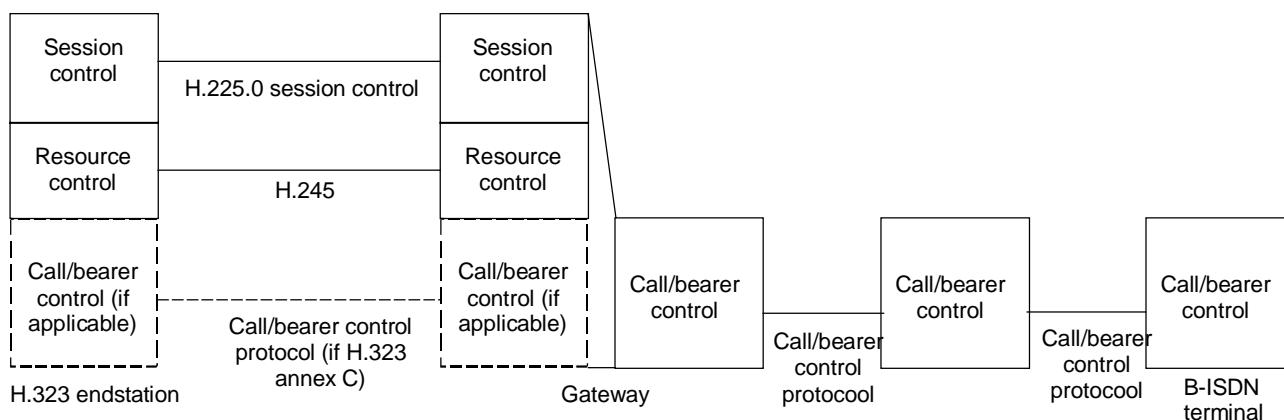 Session
control
H.225.0 session control
Session
control
Resource
control
H.245
Resource
control
Call/bearer
control (if
applicable)
Call/bearer control
protocol (if H.323
annex C)
Call/bearer
control (if
applicable)
Call/bearer
control
Call/bearer
control
protocool
Call/bearer
control
Call/bearer
control
protocool
Call/bearer
control
H.323 endstation
Gateway
B-ISDN
terminal